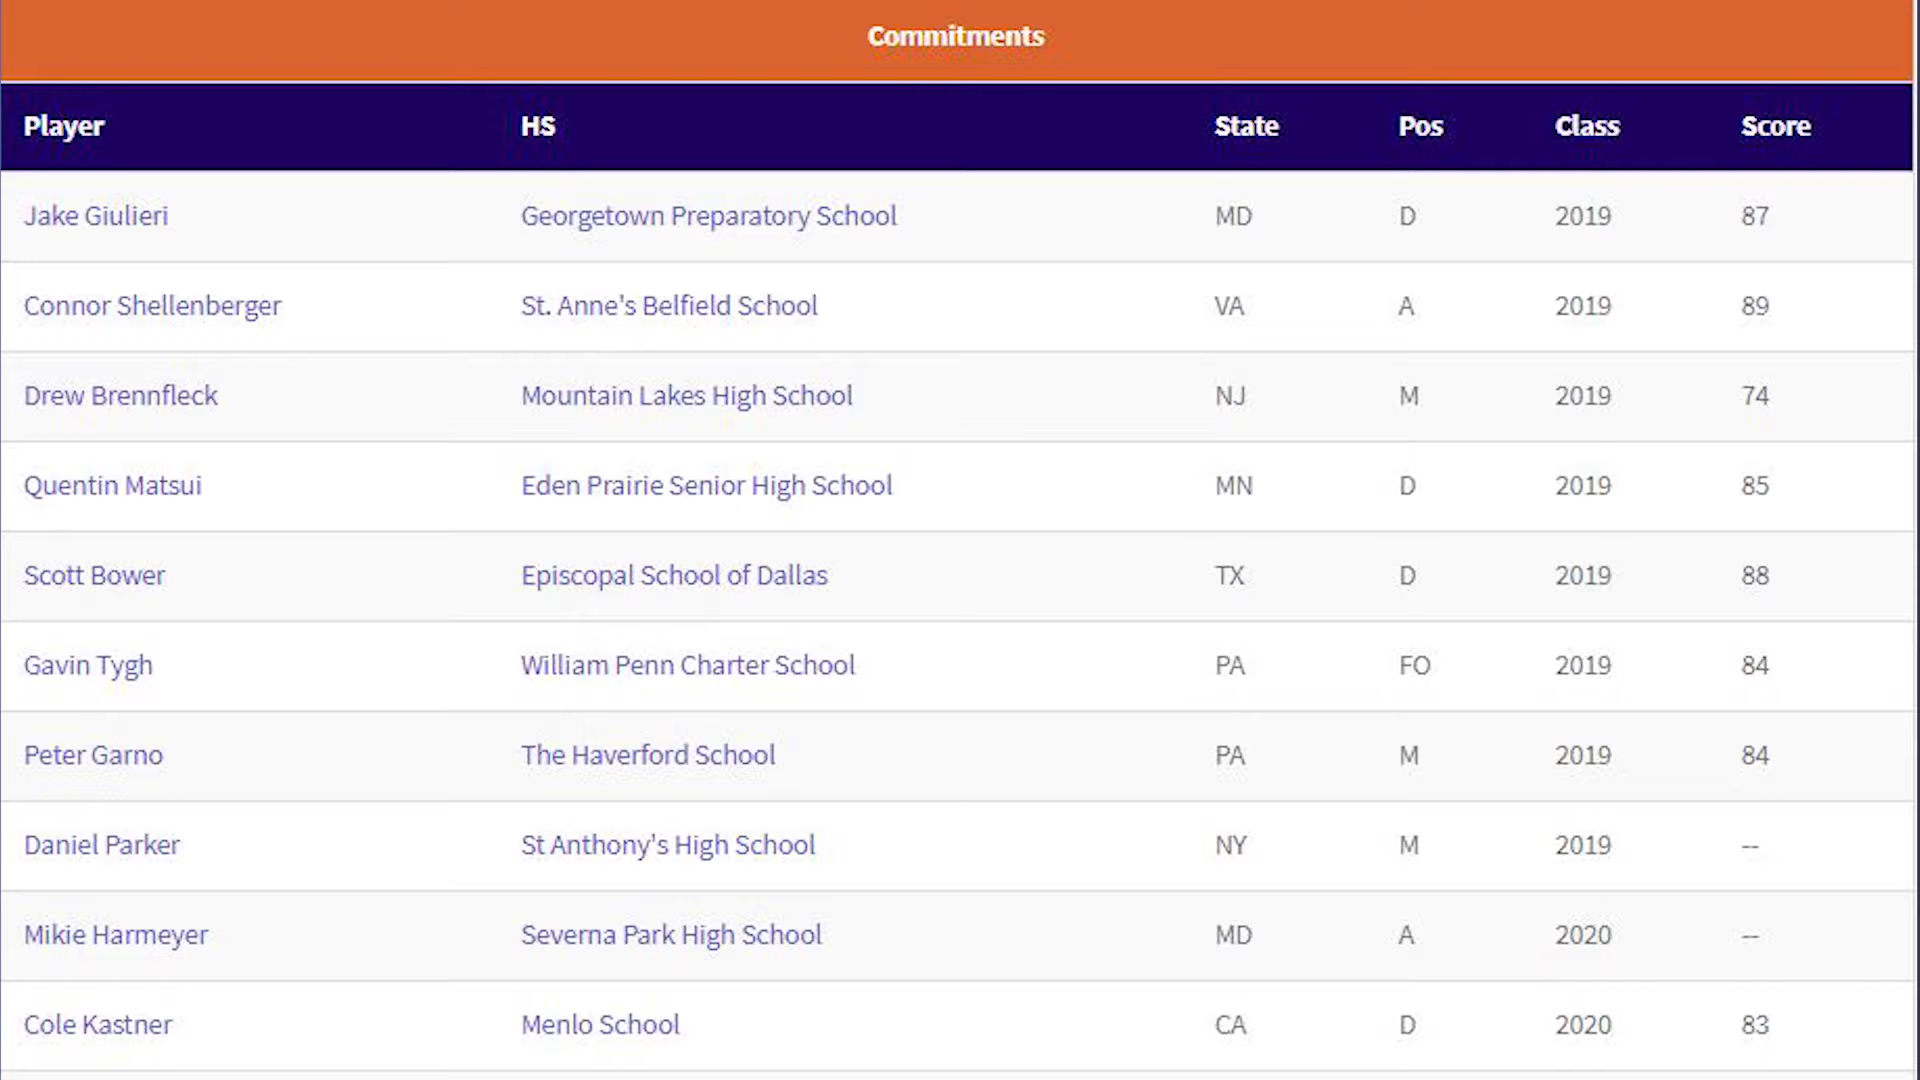 Commitments
Player HS State Pos Class Score
Jake Giulieri Georgetown Preparatory School MD D 2019 87
Connor Shellenberger St. Anne's Belfield School VA A 2019 89
Drew Brennfleck Mountain Lakes High School NJ M 2019 74
Quentin Matsui Eden Prairie Senior High School MN D 2019 85
Scott Bower Episcopal School of Dallas TX D 2019 88
Gavin Tygh William Penn Charter School PA FO 2019 84
Peter Garno The Haverford School PA M 2019 84
Daniel Parker St Anthony's High School NY M 2019 --
Mikie Harmeyer Severna Park High School MD A 2020 --
Cole Kastner Menlo School CA D 2020 83